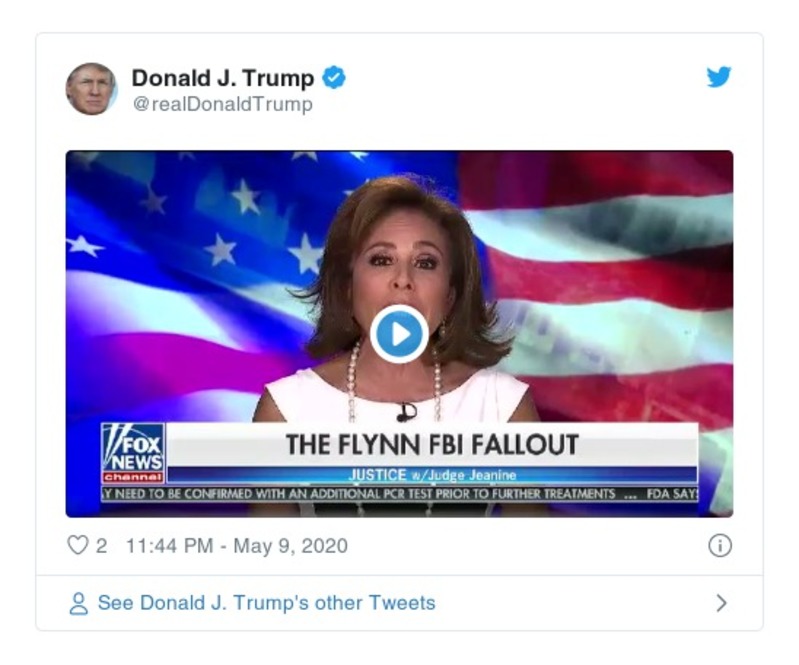 Donald J. Trump
@realDonaldTrump
FOX
NEWS
channel
THE FLYNN FBI FALLOUT
JUSTICE w/Judge Jeanine
Y NEED TO BE CONFIRMED WITH AN ADDITIONAL PCR TEST PRIOR TO FURTHER TREATMENTS ... FDA SAYS
2 11:44 PM - May 9, 2020
See Donald J. Trump's other Tweets